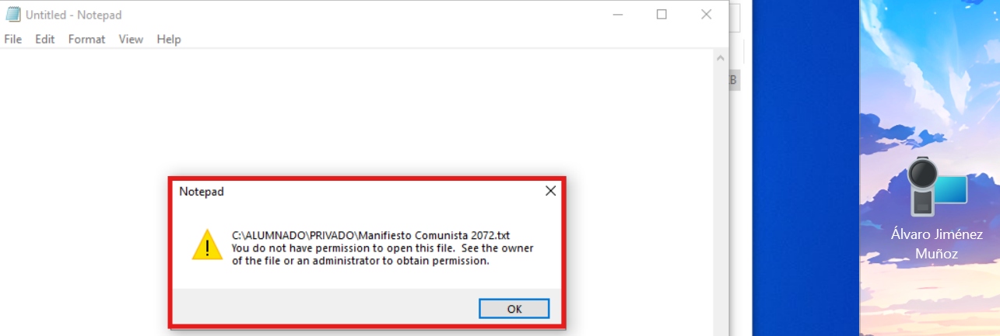 Untitled - Notepad
File Edit Format View Help
Notepad
C:\ALUMNADO\PRIVADO\Manifiesto Comunista 2072.txt
You do not have permission to open this file. See the owner
of the file or an administrator to obtain permission.
OK
Álvaro Jiménez
Muñoz